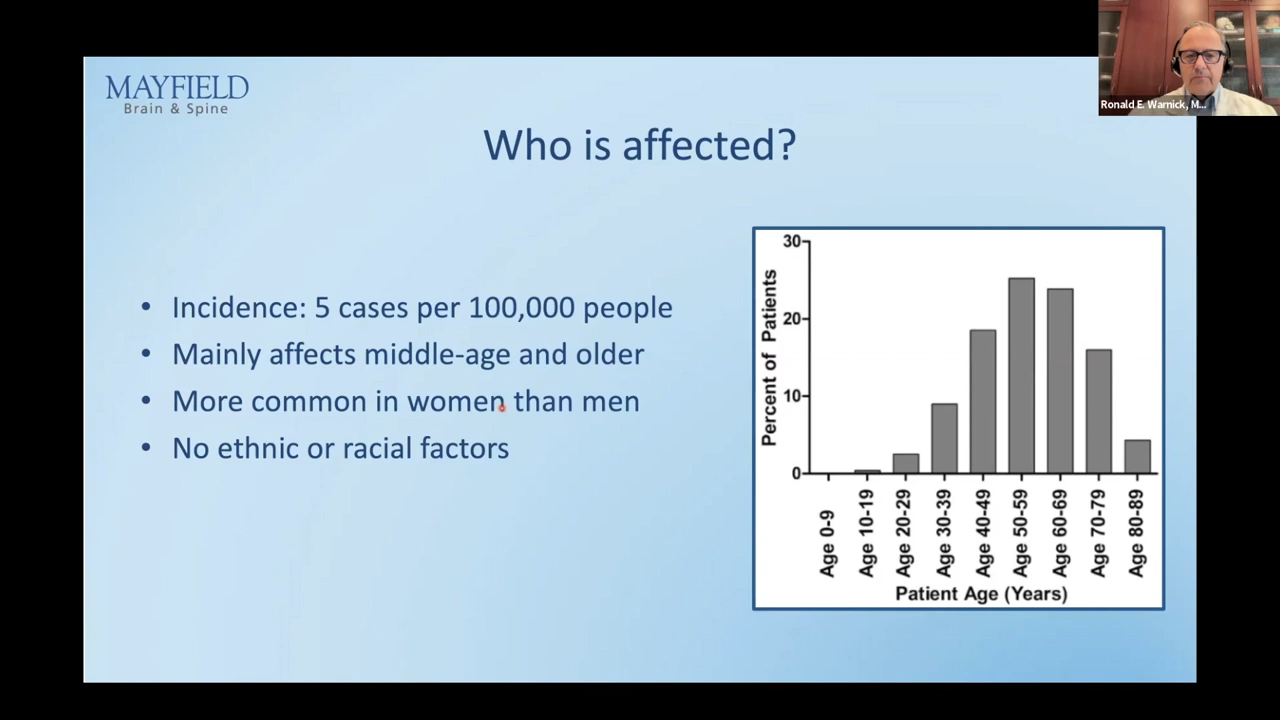 MAYFIELD
Brain & Spine
Ronald E. Warnick, M...
Who is affected?
• Incidence: 5 cases per 100,000 people
• Mainly affects middle-age and older
• More common in women than men
• No ethnic or racial factors
Percent of Patients
30
20
10
0
Age 0-9
Age 10-19
Age 20-29
Age 30-39
Age 40-49
Age 50-59
Age 60-69
Age 70-79
Age 80-89
Patient Age (Years)